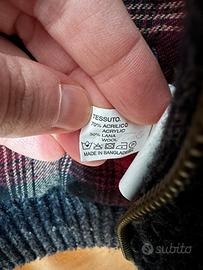 TESSUTO.
70% ACRILICO
ACRYLIC
30% LANA
WOOL
MADE IN BANGLADESH
subito